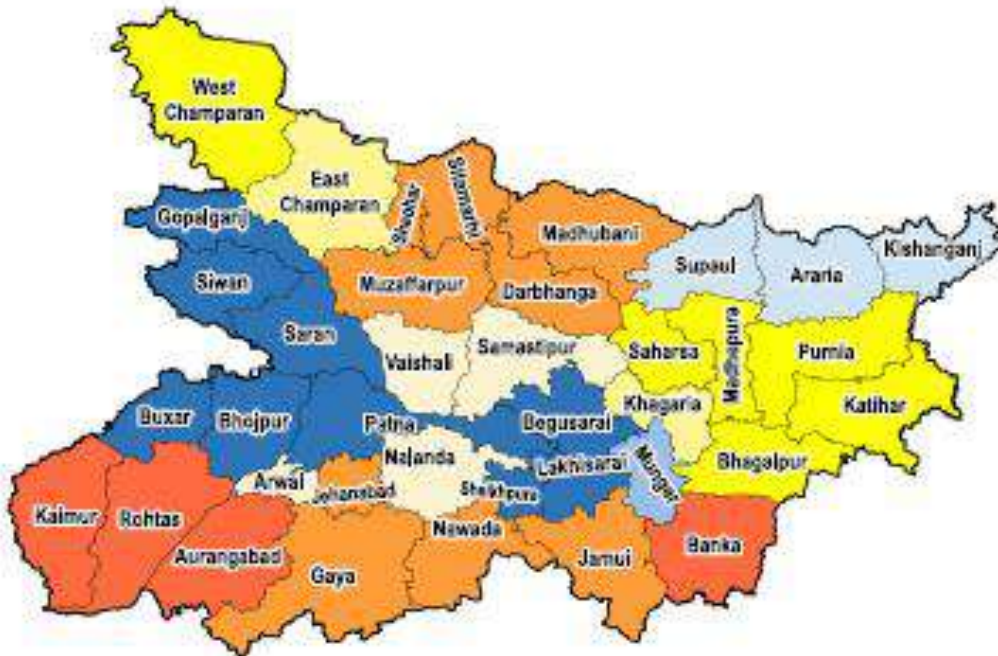 West
Champaran
East
Champaran
Sheohar
Sitamarhi
Gopalganj
Madhubani
Kishanganj
Supaul
Araria
Siwan
Muzaffarpur
Darbhanga
Saran
Vaishali
Samastipur
Saharsa
Madhapura
Purnia
Buxar
Bhojpur
Patna
Begusarai
Khagaria
Katihar
Nalanda
Lakhisarai
Munger
Bhagalpur
Arwal
Jehanabad
Sheikhpura
Kaimur
Rohtas
Nawada
Aurangabad
Gaya
Jamui
Banka